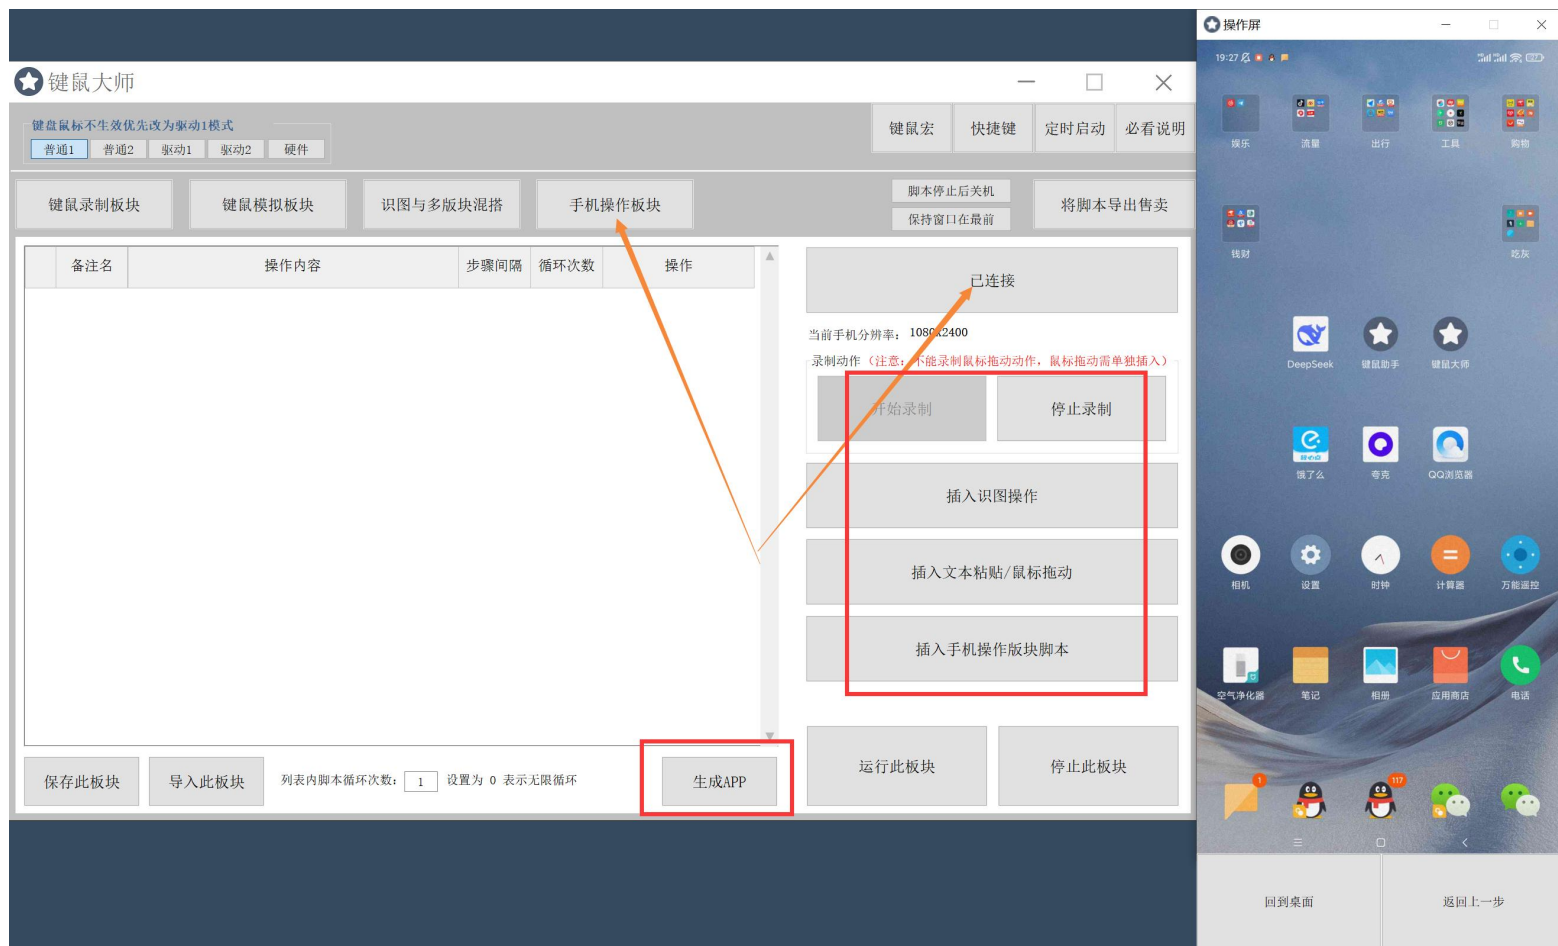 键鼠大师
键盘鼠标不生效优先改为驱动1模式
普通1 普通2 驱动1 驱动2 硬件
键鼠宏 快捷键 定时启动 必看说明
键鼠录制板块 键鼠模拟板块 识图与多版块混搭 手机操作板块
脚本停止后关机
保持窗口在最前
将脚本导出售卖
备注名 操作内容 步骤间隔 循环次数 操作
已连接
当前手机分辨率: 1080x2400
录制动作 (注意: 不能录制鼠标拖动动作, 鼠标拖动需单独插入)
开始录制 停止录制
插入识图操作
插入文本粘贴/鼠标拖动
插入手机操作版块脚本
保存此板块 导入此板块 列表内脚本循环次数: 1 设置为 0 表示无限循环 生成APP
运行此板块 停止此板块
操作屏
19:27
娱乐 流量 出行 工具 购物
钱财 吃灰
DeepSeek 键鼠助手 键鼠大师
饿了么 夸克 QQ浏览器
相机 设置 时钟 计算器 万能遥控
空气净化器 笔记 相册 应用商店 电话
1 117
回到桌面 返回上一步